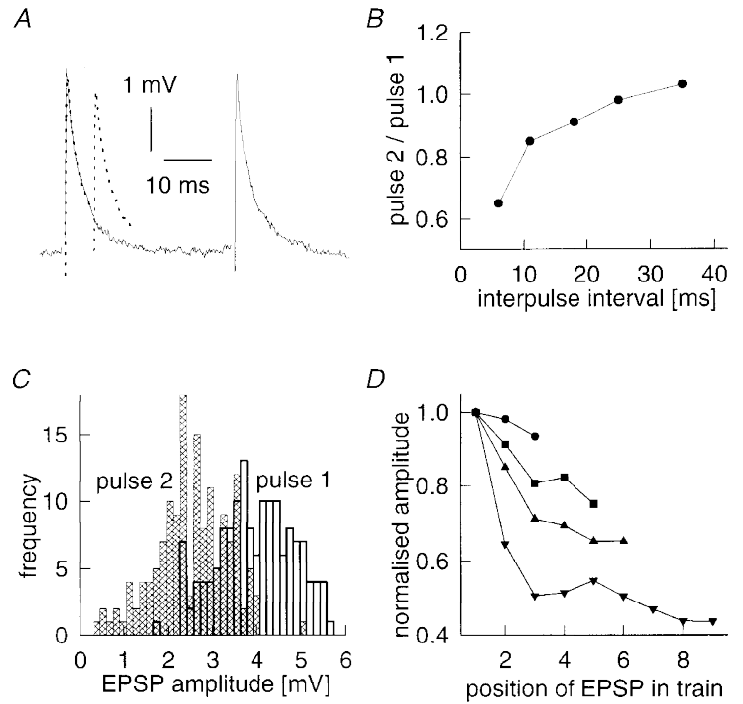 A
1 mV
10 ms
B
pulse 2 / pulse 1
1.2
1.0
0.8
0.6
0 10 20 30 40
interpulse interval [ms]
C
frequency
15
10
5
0
pulse 2
pulse 1
0 1 2 3 4 5 6
EPSP amplitude [mV]
D
normalised amplitude
1.0
0.8
0.6
0.4
2 4 6 8
position of EPSP in train